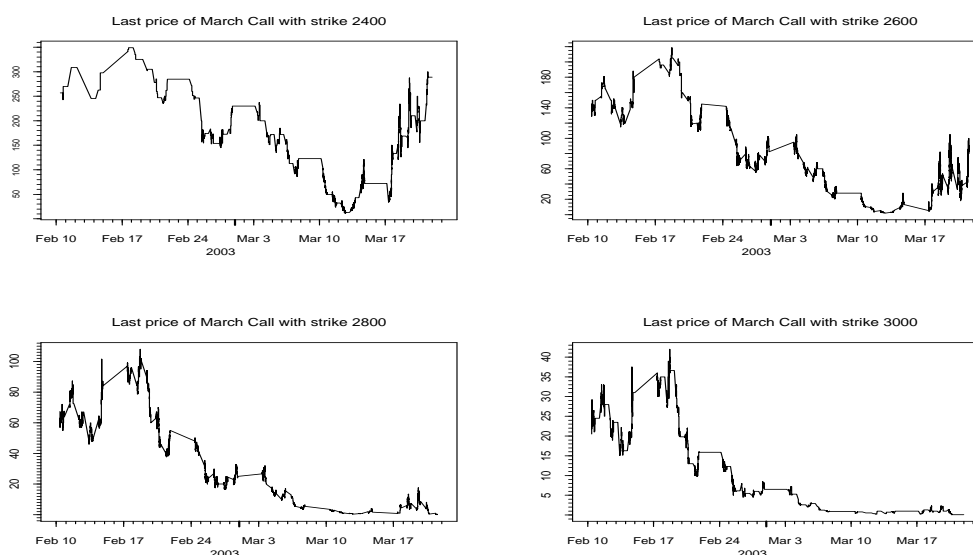 Last price of March Call with strike 2400
50 100 150 200 250 300
Feb 10 Feb 17 Feb 24 Mar 3 Mar 10 Mar 17
2003
Last price of March Call with strike 2600
20 60 100 140 180
Feb 10 Feb 17 Feb 24 Mar 3 Mar 10 Mar 17
2003
Last price of March Call with strike 2800
20 40 60 80 100
Feb 10 Feb 17 Feb 24 Mar 3 Mar 10 Mar 17
2003
Last price of March Call with strike 3000
5 10 15 20 25 30 35 40
Feb 10 Feb 17 Feb 24 Mar 3 Mar 10 Mar 17
2003